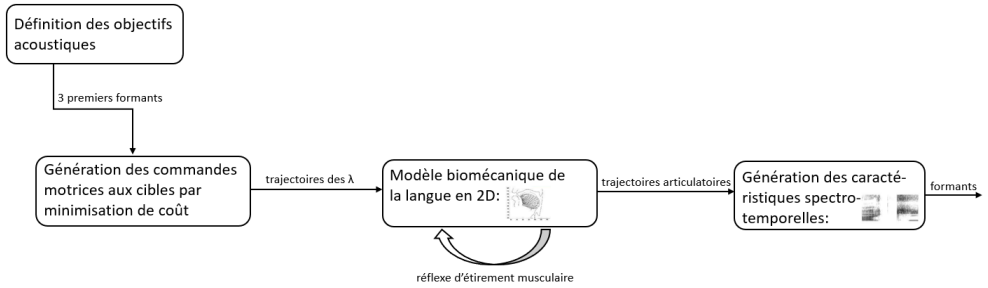 Définition des objectifs
acoustiques
3 premiers formants
Génération des commandes
motrices aux cibles par
minimisation de coût
trajectoires des λ
Modèle biomécanique de
la langue en 2D:
réflexe d'étirement musculaire
trajectoires articulatoires
Génération des caracté-
ristiques spectro-
temporelles:
formants